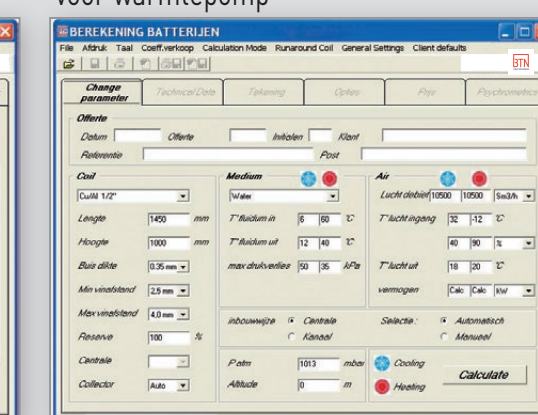 voor warmtepomp
BEREKENING BATTERIJEN
File Afdruk Taal Coeff.verkoop Calculation Mode Runaround Coil General Settings Client defaults
BTN
Change parameter Technical Data Tekening Opties Prijs Psychrometrics
Offerte
Datum Offerte Initialen Klant
Referentie Post
Coil Medium Air
Cu/Al 1/2" Water Lucht debiet 10500 10500 Sm3/h
Lengte 1450 mm T° fluidum in 6 60 °C T° lucht ingang 32 -12 °C
Hoogte 1000 mm T° fluidum uit 12 40 °C 40 90 %
Buis dikte 0.35 mm max drukverlies 50 35 kPa T° lucht uit 18 20 °C
Min vinafstand 2,5 mm vermogen Calc Calc kW
Max vinafstand 4,0 mm inbouwwijze Centrale Selectie : Automatisch
Reserve 100 % Kanaal Manueel
Centrale P atm 1013 mbar Cooling
Collector Auto Altitude 0 m Heating Calculate